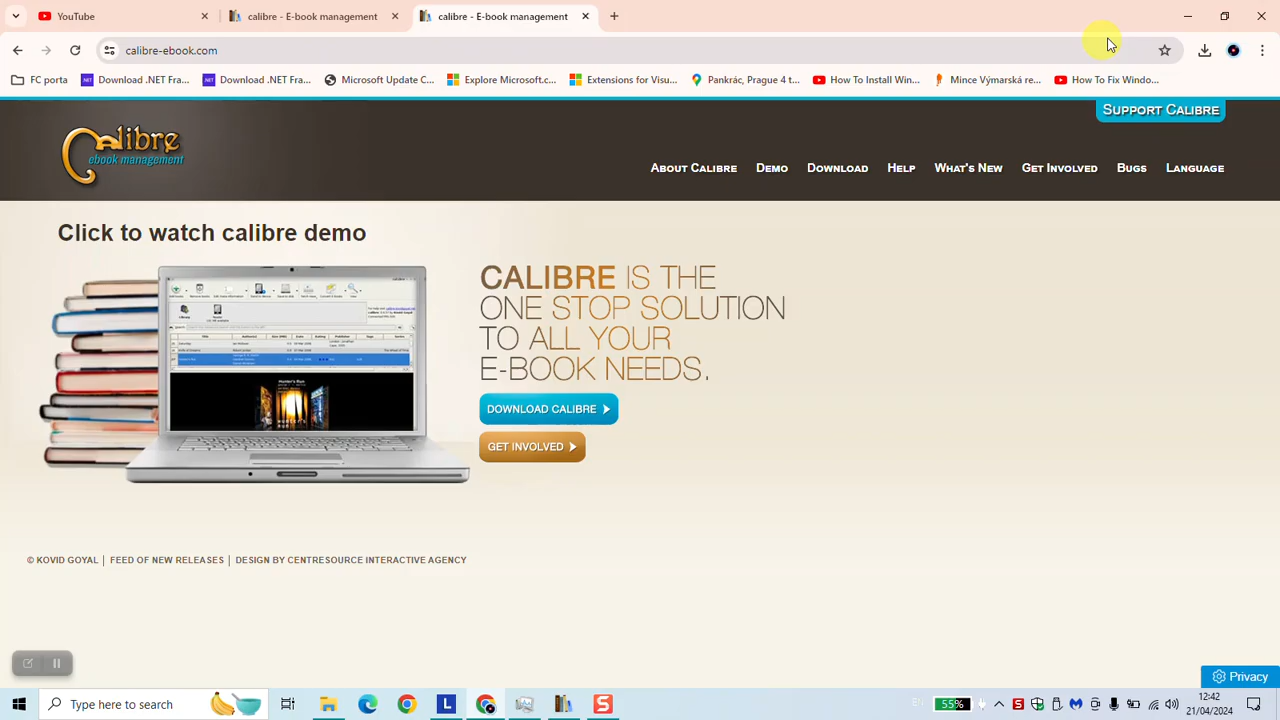 YouTube
calibre - E-book management
calibre - E-book management
calibre-ebook.com
FC porta
Download .NET Fra...
Download .NET Fra...
Microsoft Update C...
Explore Microsoft.c...
Extensions for Visu...
Pankrác, Prague 4 t...
How To Install Win...
Mince Výmarská re...
How To Fix Windo...
SUPPORT CALIBRE
Calibre
ebook management
ABOUT CALIBRE
DEMO
DOWNLOAD
HELP
WHAT'S NEW
GET INVOLVED
BUGS
LANGUAGE
Click to watch calibre demo
CALIBRE IS THE
ONE STOP SOLUTION
TO ALL YOUR
E-BOOK NEEDS.
DOWNLOAD CALIBRE
GET INVOLVED
© KOVID GOYAL | FEED OF NEW RELEASES | DESIGN BY CENTRESOURCE INTERACTIVE AGENCY
Privacy
Type here to search
L
S
55%
S
12:42
21/04/2024